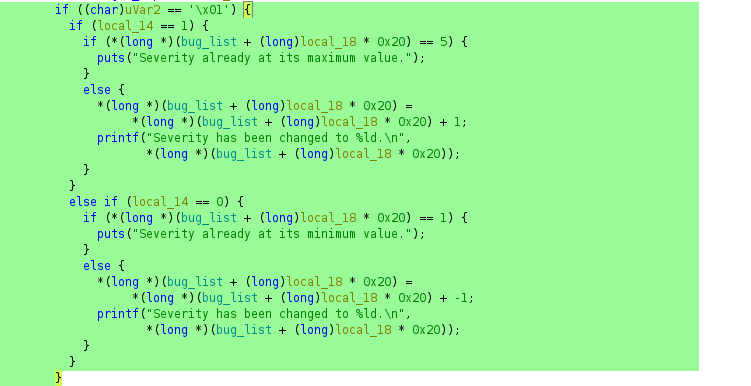 if ((char)uVar2 == '\x01') {
if (local_14 == 1) {
if (*(long *)(bug_list + (long)local_18 * 0x20) == 5) {
puts("Severity already at its maximum value.");
}
else {
*(long *)(bug_list + (long)local_18 * 0x20) =
*(long *)(bug_list + (long)local_18 * 0x20) + 1;
printf("Severity has been changed to %ld.\n",
*(long *)(bug_list + (long)local_18 * 0x20));
}
}
else if (local_14 == 0) {
if (*(long *)(bug_list + (long)local_18 * 0x20) == 1) {
puts("Severity already at its minimum value.");
}
else {
*(long *)(bug_list + (long)local_18 * 0x20) =
*(long *)(bug_list + (long)local_18 * 0x20) + -1;
printf("Severity has been changed to %ld.\n",
*(long *)(bug_list + (long)local_18 * 0x20));
}
}
}